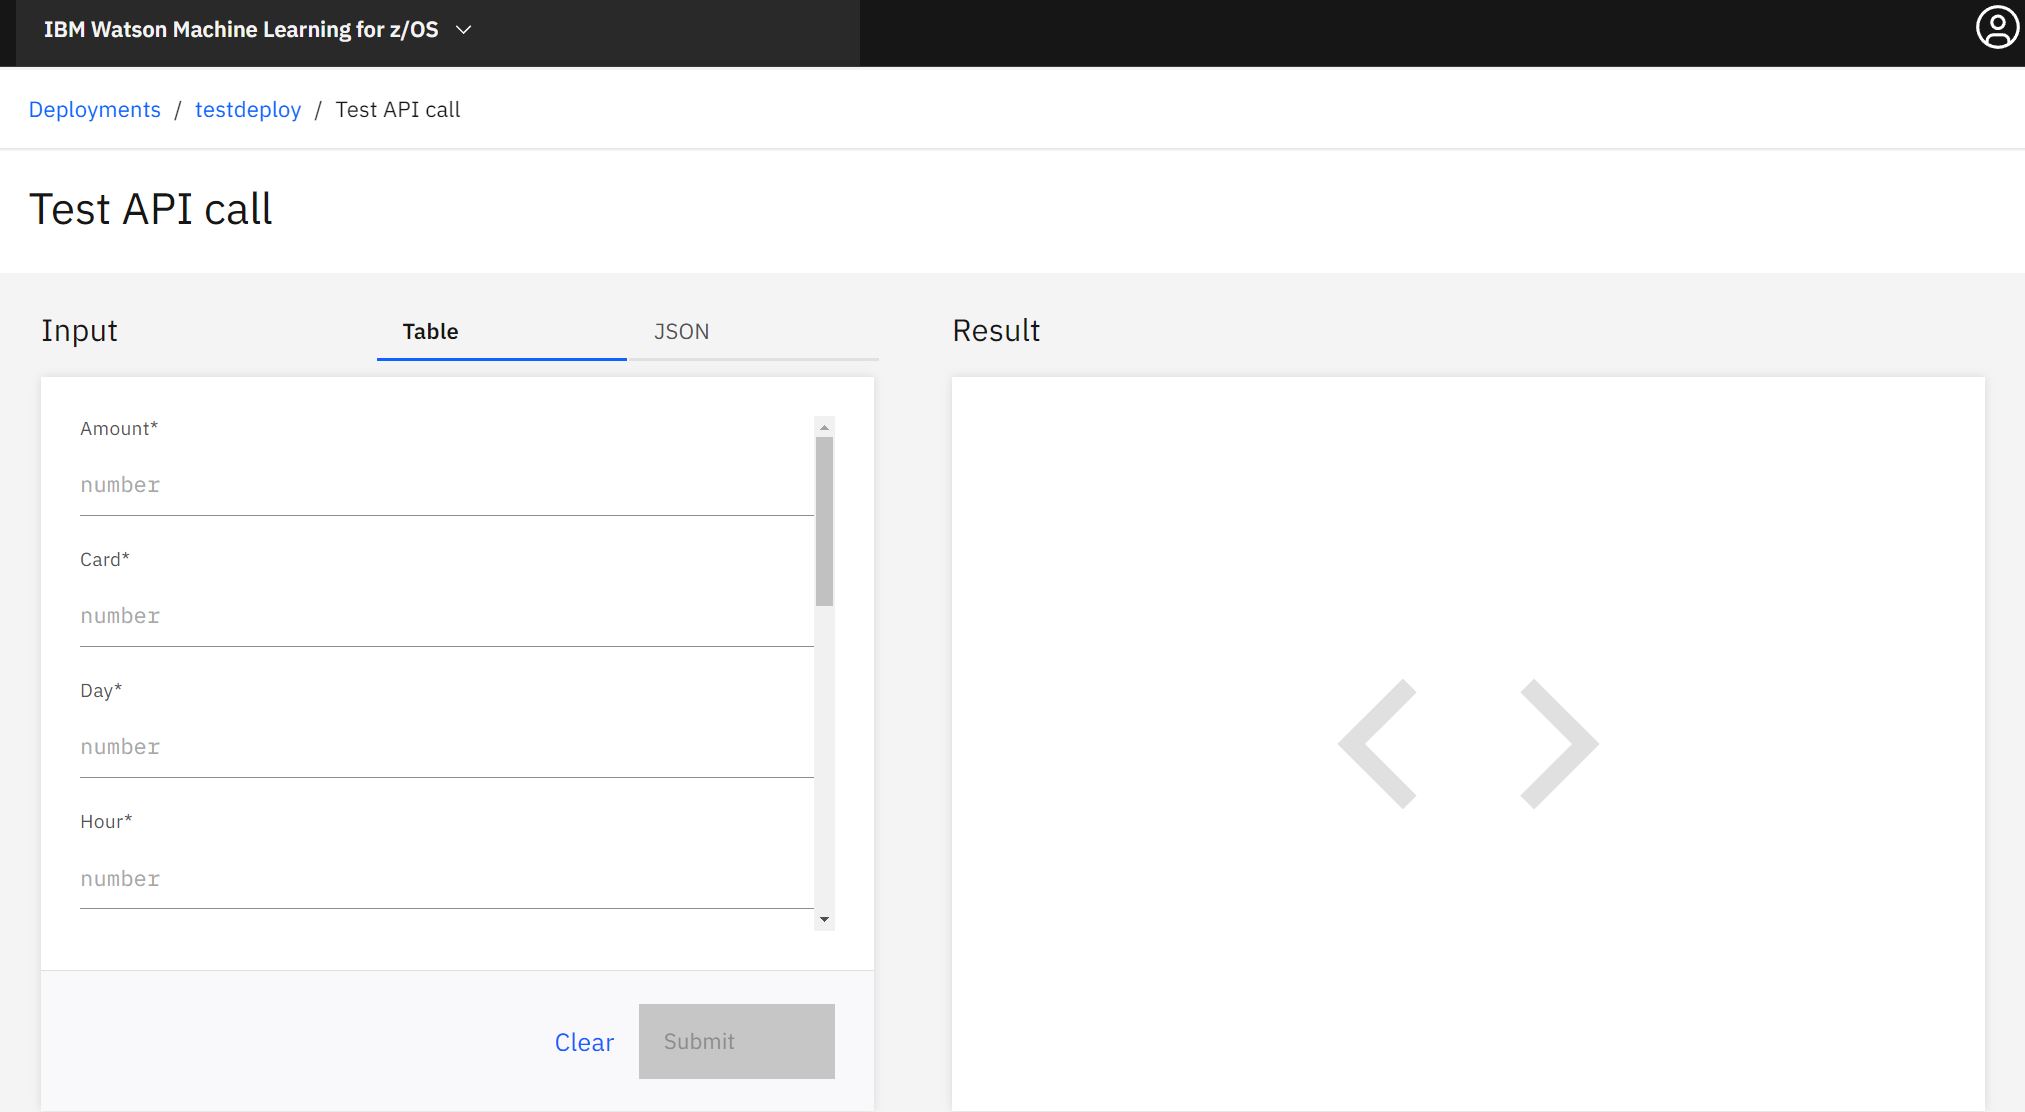 IBM Watson Machine Learning for z/OS
Deployments / testdeploy / Test API call
Test API call
Input
Table
JSON
Amount*
number
Card*
number
Day*
number
Hour*
number
Clear
Submit
Result